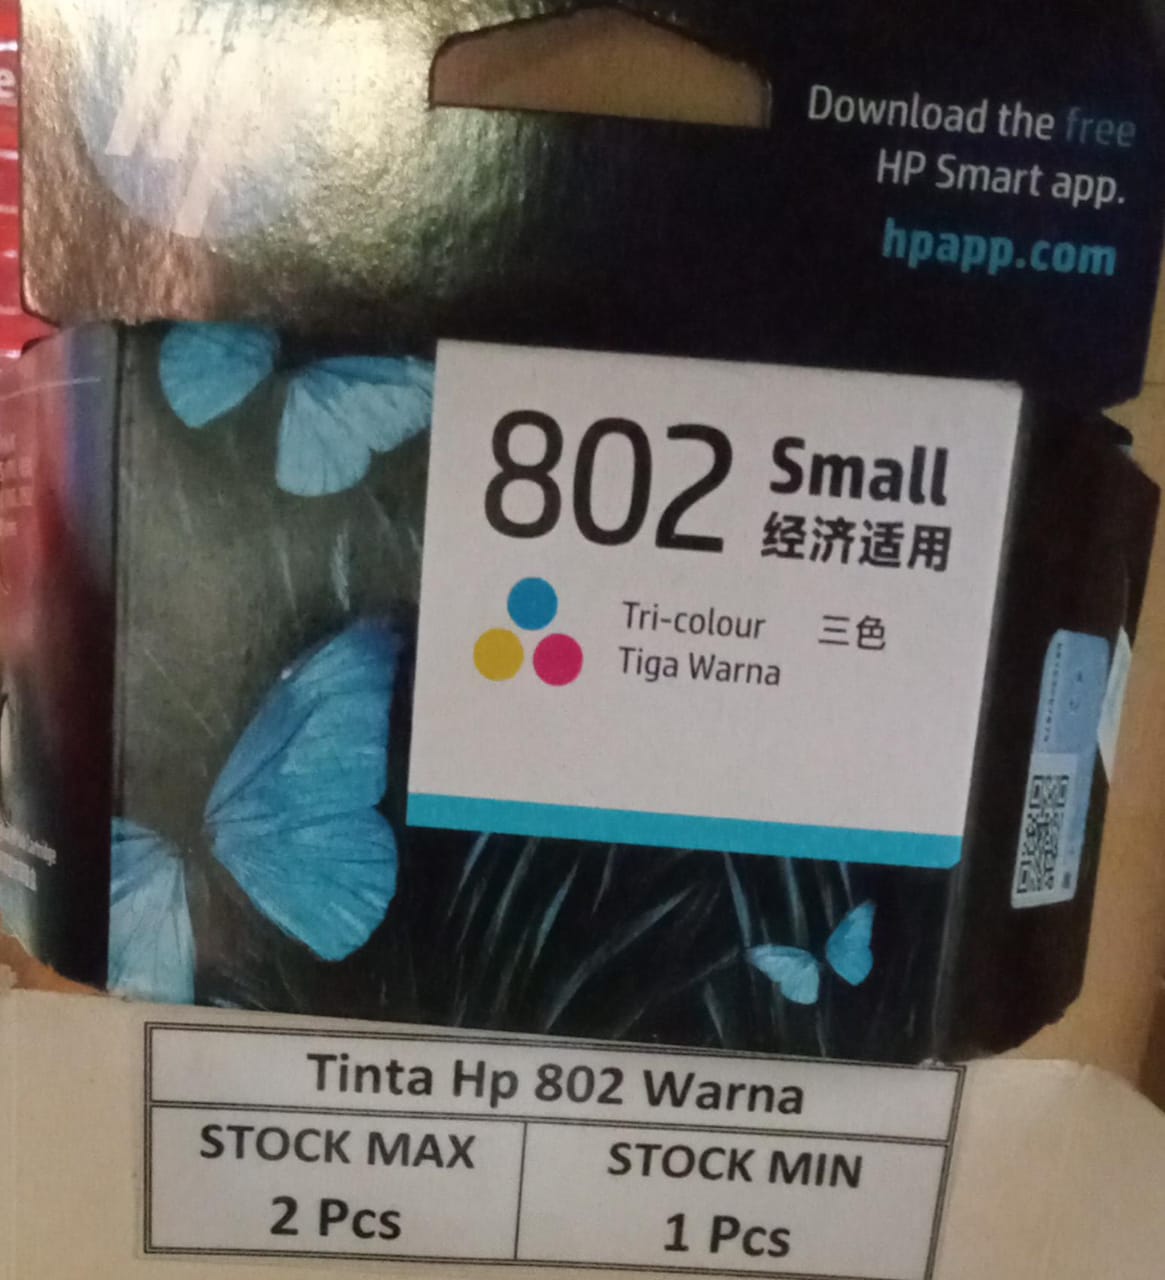 hp
Download the free
HP Smart app.
hpapp.com
802 Small
经济适用
Tri-colour 三色
Tiga Warna
Tinta Hp 802 Warna
STOCK MAX
2 Pcs
STOCK MIN
1 Pcs